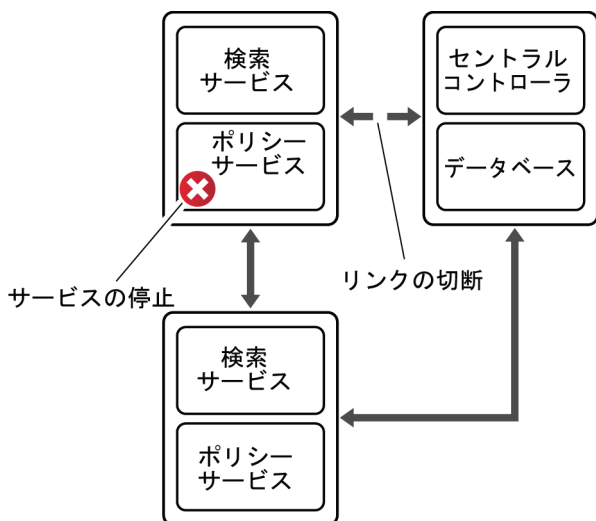 検索
サービス
ポリシー
サービス
セントラル
コントローラ
データベース
サービスの停止
リンクの切断
検索
サービス
ポリシー
サービス